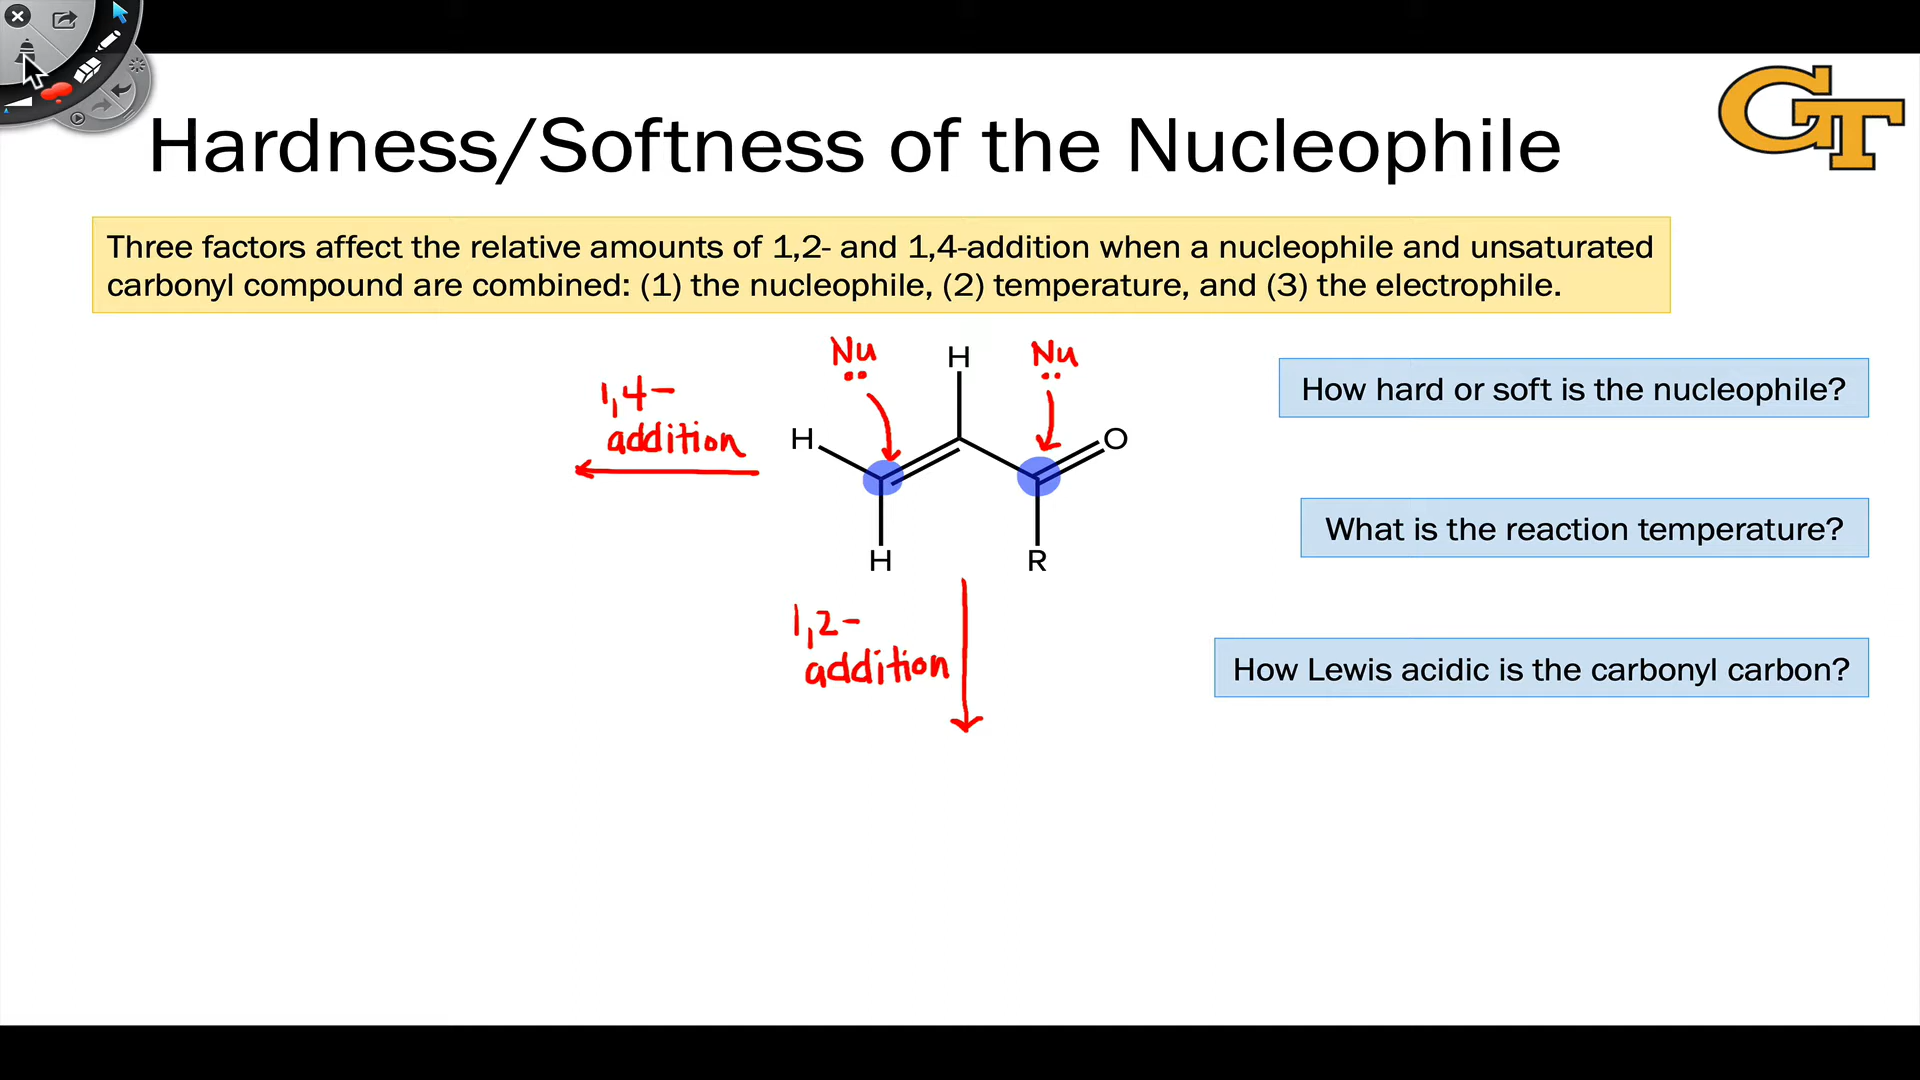 GT
Hardness/Softness of the Nucleophile
Three factors affect the relative amounts of 1,2- and 1,4-addition when a nucleophile and unsaturated
carbonyl compound are combined: (1) the nucleophile, (2) temperature, and (3) the electrophile.
Nu
H
Nu
1,4-
addition
H
O
H
R
1,2-
addition
How hard or soft is the nucleophile?
What is the reaction temperature?
How Lewis acidic is the carbonyl carbon?